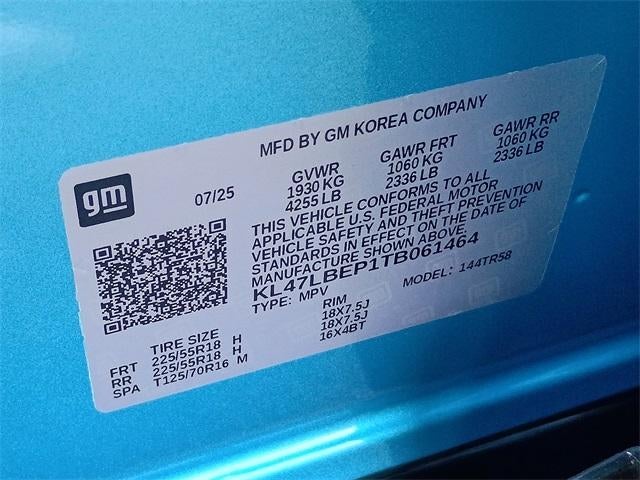 MFD BY GM KOREA COMPANY
gm
07/25
GVWR
1930 KG
4255 LB
GAWR FRT
1060 KG
2336 LB
GAWR RR
1060 KG
2336 LB
THIS VEHICLE CONFORMS TO ALL
APPLICABLE U.S. FEDERAL MOTOR
VEHICLE SAFETY AND THEFT PREVENTION
STANDARDS IN EFFECT ON THE DATE OF
MANUFACTURE SHOWN ABOVE.
KL47LBEP1TB061464
TYPE: MPV MODEL: 144TR58
TIRE SIZE RIM
FRT 225/55R18 H 18X7.5J
RR 225/55R18 H 18X7.5J
SPA T125/70R16 M 16X4BT